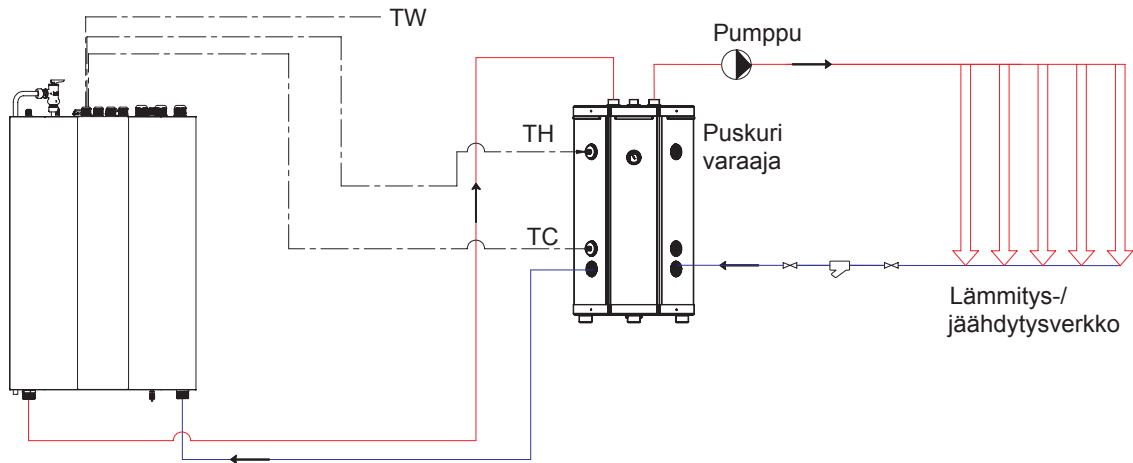 TW
Pumppu
TH
Puskuri
varaaja
TC
Lämmitys-/
jäähdytysverkko